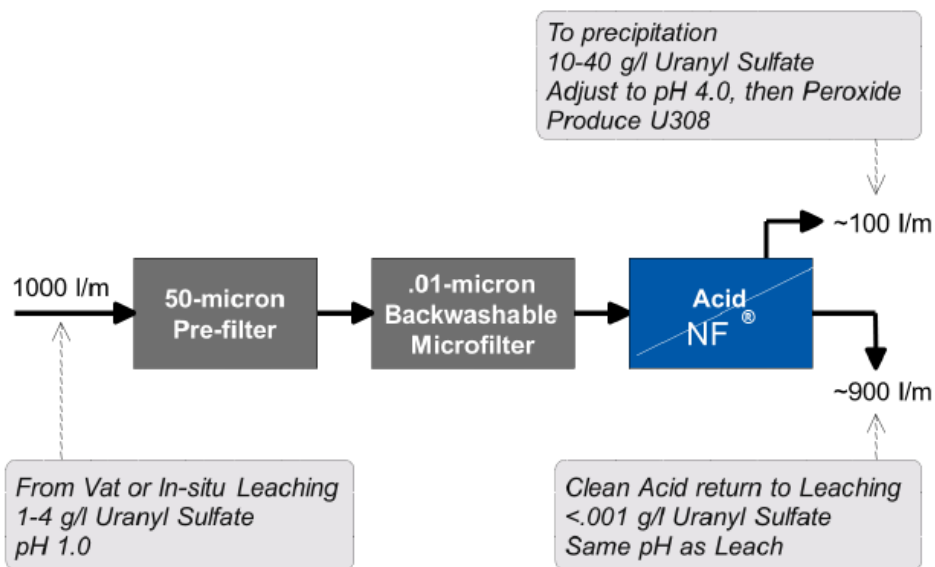 To precipitation
10-40 g/l Uranyl Sulfate
Adjust to pH 4.0, then Peroxide
Produce U308
~100 l/m
1000 l/m
50-micron
Pre-filter
.01-micron
Backwashable
Microfilter
Acid
NF ®
~900 l/m
From Vat or In-situ Leaching
1-4 g/l Uranyl Sulfate
pH 1.0
Clean Acid return to Leaching
<.001 g/l Uranyl Sulfate
Same pH as Leach